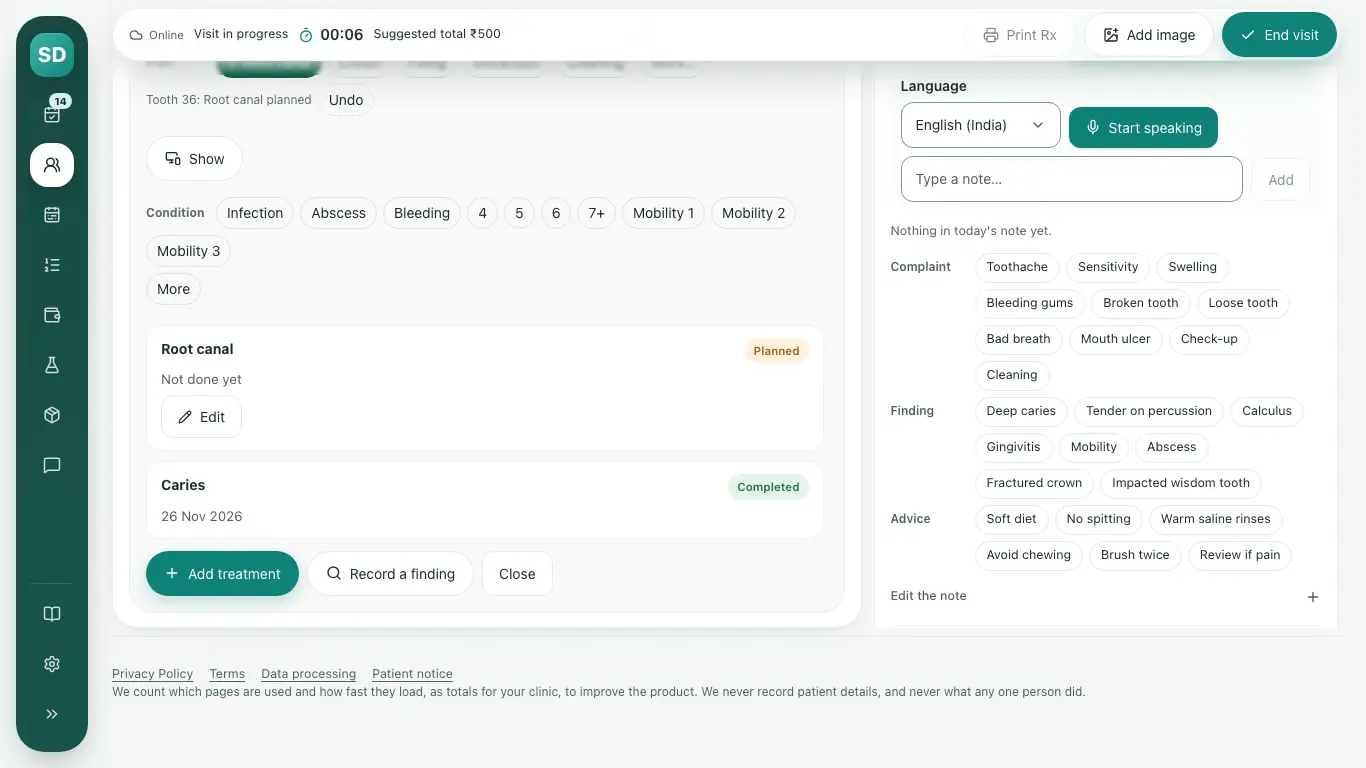 SD
14
Online Visit in progress 00:06 Suggested total ₹500
Print Rx
Add image
End visit
Tooth 36: Root canal planned Undo
Show
Condition Infection Abscess Bleeding 4 5 6 7+ Mobility 1 Mobility 2
Mobility 3
More
Root canal Planned
Not done yet
Edit
Caries Completed
26 Nov 2026
Add treatment Record a finding Close
Language
English (India) Start speaking
Type a note... Add
Nothing in today's note yet.
Complaint Toothache Sensitivity Swelling
Bleeding gums Broken tooth Loose tooth
Bad breath Mouth ulcer Check-up
Cleaning
Finding Deep caries Tender on percussion Calculus
Gingivitis Mobility Abscess
Fractured crown Impacted wisdom tooth
Advice Soft diet No spitting Warm saline rinses
Avoid chewing Brush twice Review if pain
Edit the note
Privacy Policy Terms Data processing Patient notice
We count which pages are used and how fast they load, as totals for your clinic, to improve the product. We never record patient details, and never what any one person did.